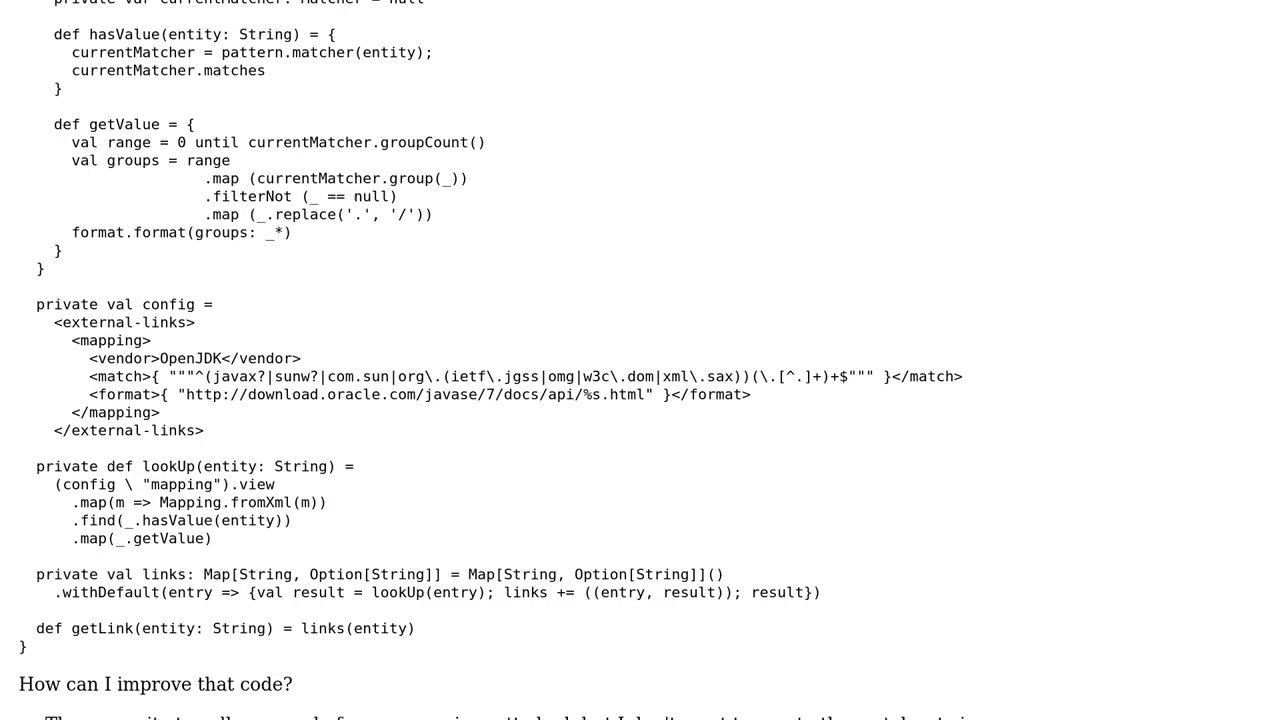 private val currentMatcher: Matcher = null
def hasValue(entity: String) = {
currentMatcher = pattern.matcher(entity);
currentMatcher.matches
}
def getValue = {
val range = 0 until currentMatcher.groupCount()
val groups = range
.map (currentMatcher.group(_))
.filterNot (_ == null)
.map (_.replace('.', '/'))
format.format(groups: _*)
}
}
private val config =
<external-links>
<mapping>
<vendor>OpenJDK</vendor>
<match>{ """^(javax?|sunw?|com.sun|org\.(ietf\.jgss|omg|w3c\.dom|xml\.sax))(\.[^.]+)+$""" }</match>
<format>{ "http://download.oracle.com/javase/7/docs/api/%s.html" }</format>
</mapping>
</external-links>
private def lookUp(entity: String) =
(config \ "mapping").view
.map(m => Mapping.fromXml(m))
.find(_.hasValue(entity))
.map(_.getValue)
private val links: Map[String, Option[String]] = Map[String, Option[String]]()
.withDefault(entry => {val result = lookUp(entry); links += ((entry, result)); result})
def getLink(entity: String) = links(entity)
}
How can I improve that code?